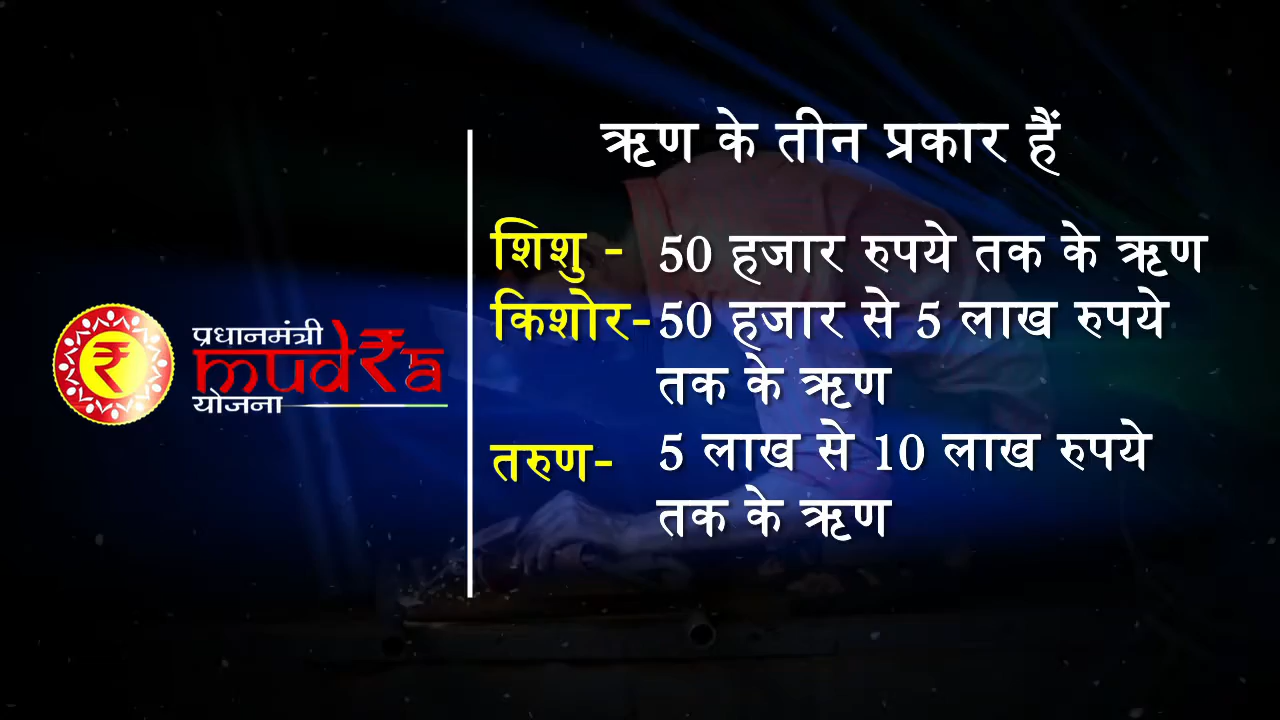 ऋण के तीन प्रकार हैं
शिशु - 50 हजार रुपये तक के ऋण
किशोर- 50 हजार से 5 लाख रुपये
तक के ऋण
तरुण- 5 लाख से 10 लाख रुपये
तक के ऋण
₹
प्रधानमंत्री
mud₹a
योजना